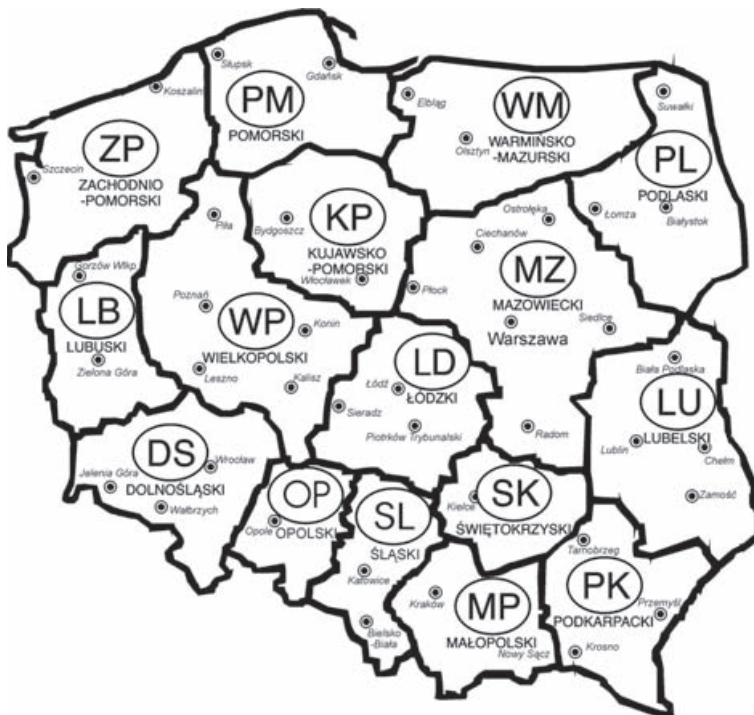 Słupsk
Gdańsk
Koszalin
PM
POMORSKI
Elbląg
WM
WARMIŃSKO
-MAZURSKI
Olsztyn
Suwałki
ZP
ZACHODNIO
-POMORSKI
Szczecin
PL
PODLASKI
Łomża
Białystok
Piła
KP
KUJAWSKO
-POMORSKI
Bydgoszcz
Włocławek
Ostrołęka
Ciechanów
MZ
MAZOWIECKI
Płock
Warszawa
Siedlce
Radom
Gorzów Wlkp.
LB
LUBUSKI
Zielona Góra
Poznań
WP
WIELKOPOLSKI
Konin
Leszno
Kalisz
LD
ŁÓDZKI
Łódź
Sieradz
Piotrków Trybunalski
Biała Podlaska
LU
LUBELSKI
Lublin
Chełm
Zamość
DS
DOLNOŚLĄSKI
Wrocław
Jelenia Góra
Wałbrzych
OP
OPOLSKI
Opole
SL
ŚLĄSKI
Katowice
Bielsko
-Biała
SK
ŚWIĘTOKRZYSKI
Kielce
MP
MAŁOPOLSKI
Kraków
Nowy Sącz
Tarnobrzeg
PK
PODKARPACKI
Przemyśl
Krosno